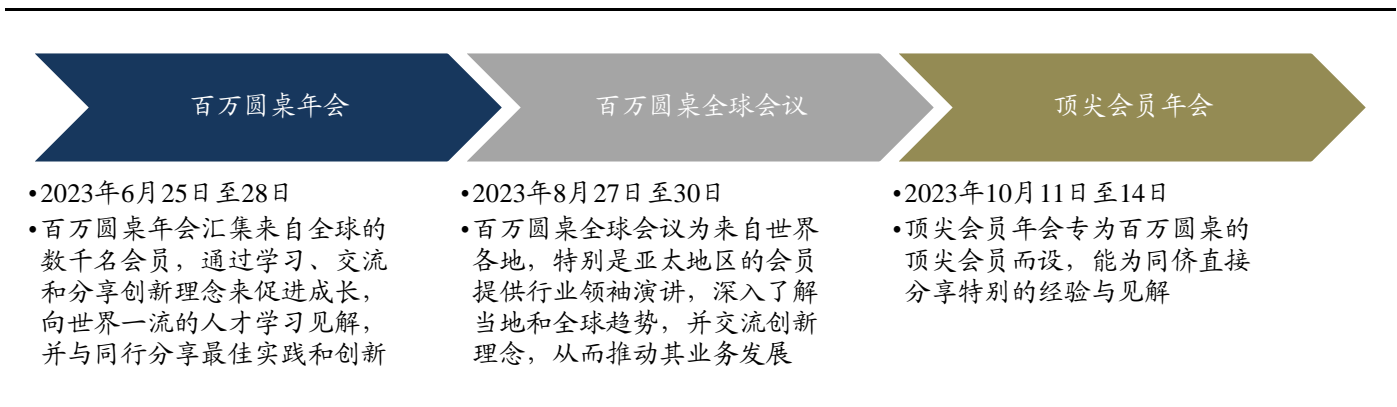 百万圆桌年会
百万圆桌全球会议
顶尖会员年会
•2023年6月25日至28日
•百万圆桌年会汇集来自全球的
数千名会员，通过学习、交流
和分享创新理念来促进成长，
向世界一流的人才学习见解，
并与同行分享最佳实践和创新
•2023年8月27日至30日
•百万圆桌全球会议为来自世界
各地，特别是亚太地区的会员
提供行业领袖演讲，深入了解
当地和全球趋势，并交流创新
理念，从而推动其业务发展
•2023年10月11日至14日
•顶尖会员年会专为百万圆桌的
顶尖会员而设，能为同侪直接
分享特别的经验与见解